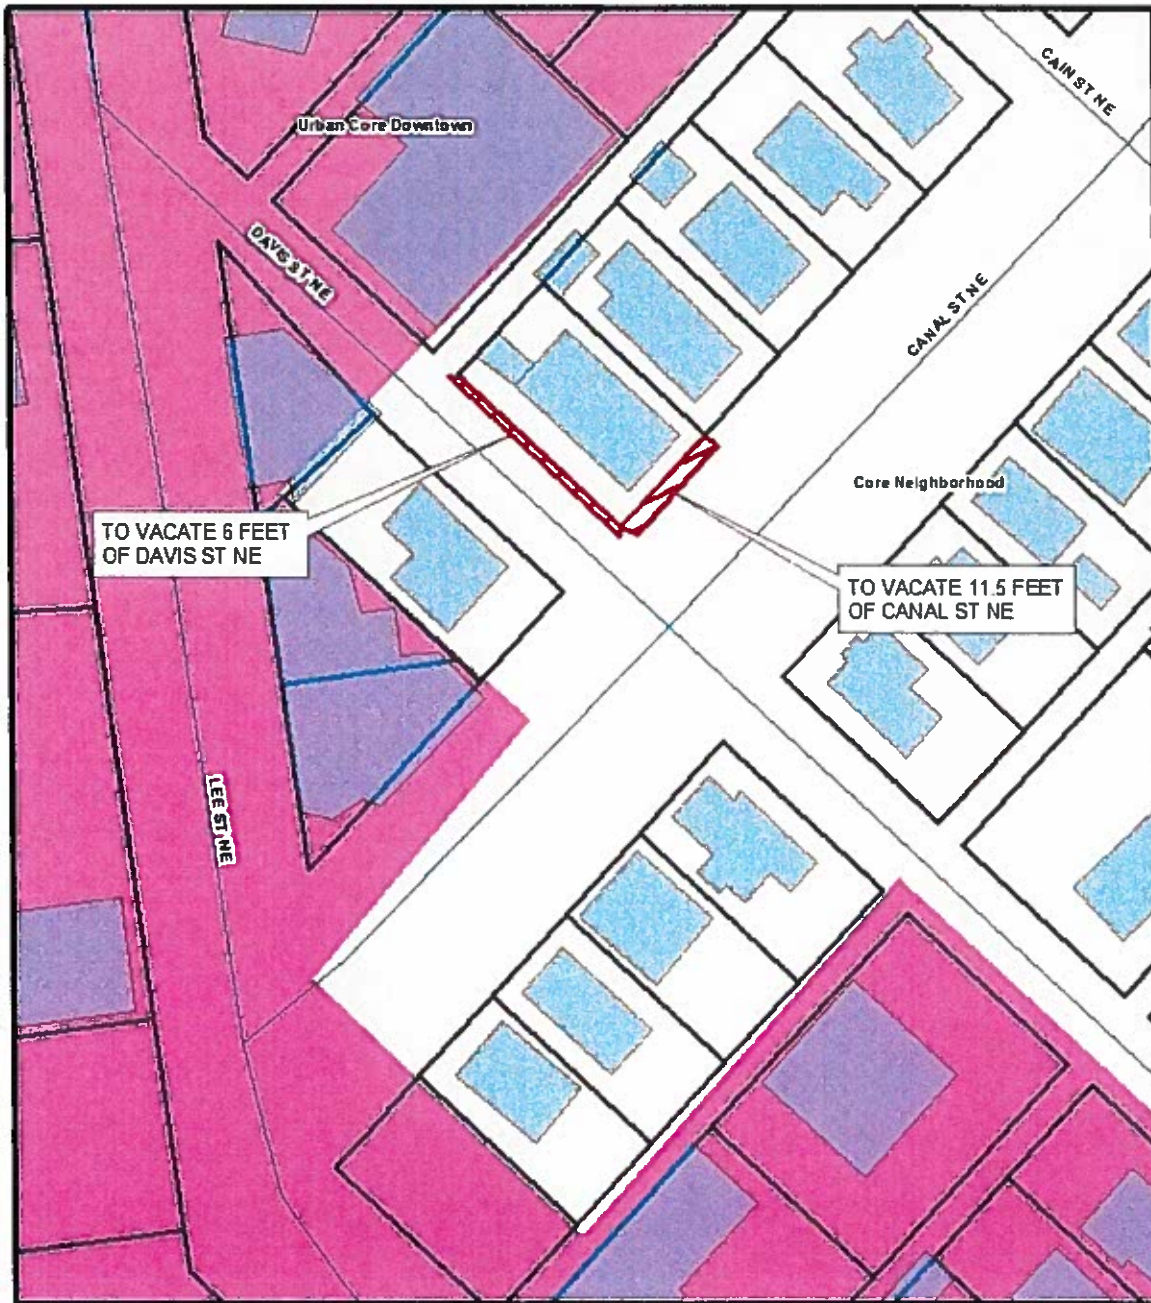 CAIN ST NE
Urban Core Downtown
DAVIS ST NE
CANAL ST NE
Core Neighborhood
TO VACATE 6 FEET
OF DAVIS ST NE
TO VACATE 11.5 FEET
OF CANAL ST NE
LEE ST NE